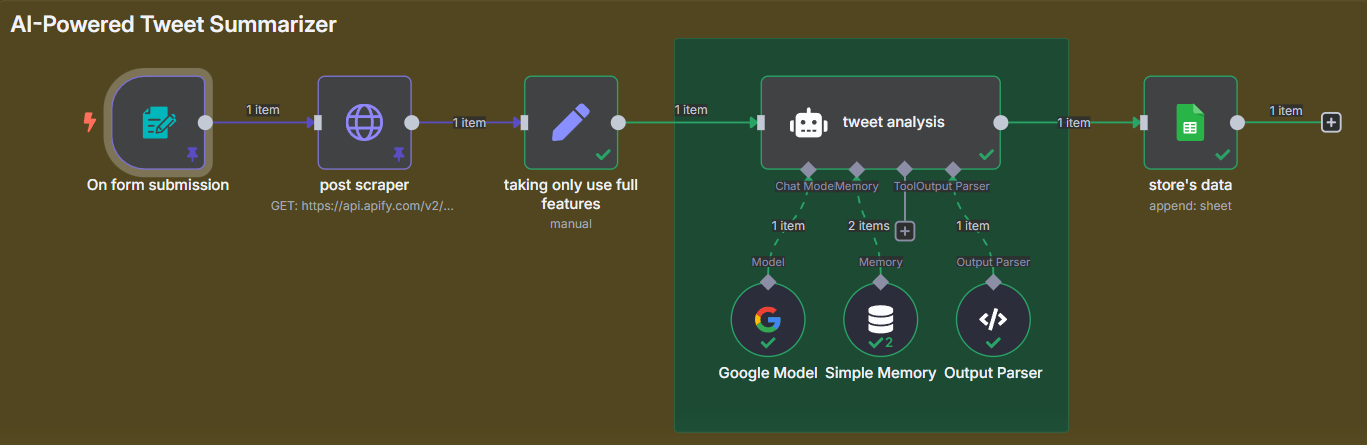 AI-Powered Tweet Summarizer
1 item
1 item
1 item
tweet analysis
1 item
1 item
On form submission
post scraper
GET: https://api.apify.com/v2/...
taking only use full
features
manual
Chat Mode
Memory
Tool
Output Parser
store's data
append: sheet
1 item
2 items
1 item
Model
Memory
Output Parser
2
Google Model
Simple Memory
Output Parser